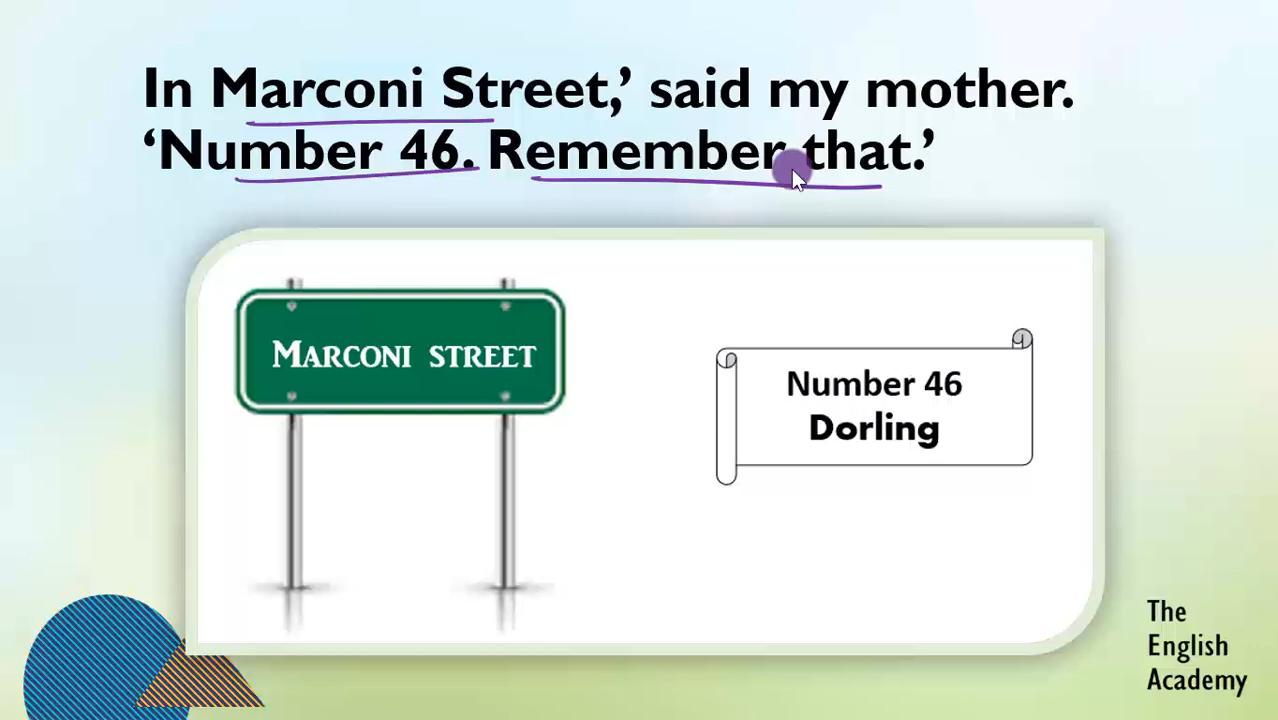 In Marconi Street,’ said my mother.
‘Number 46. Remember that.’
MARCONI STREET
Number 46
Dorling
The
English
Academy